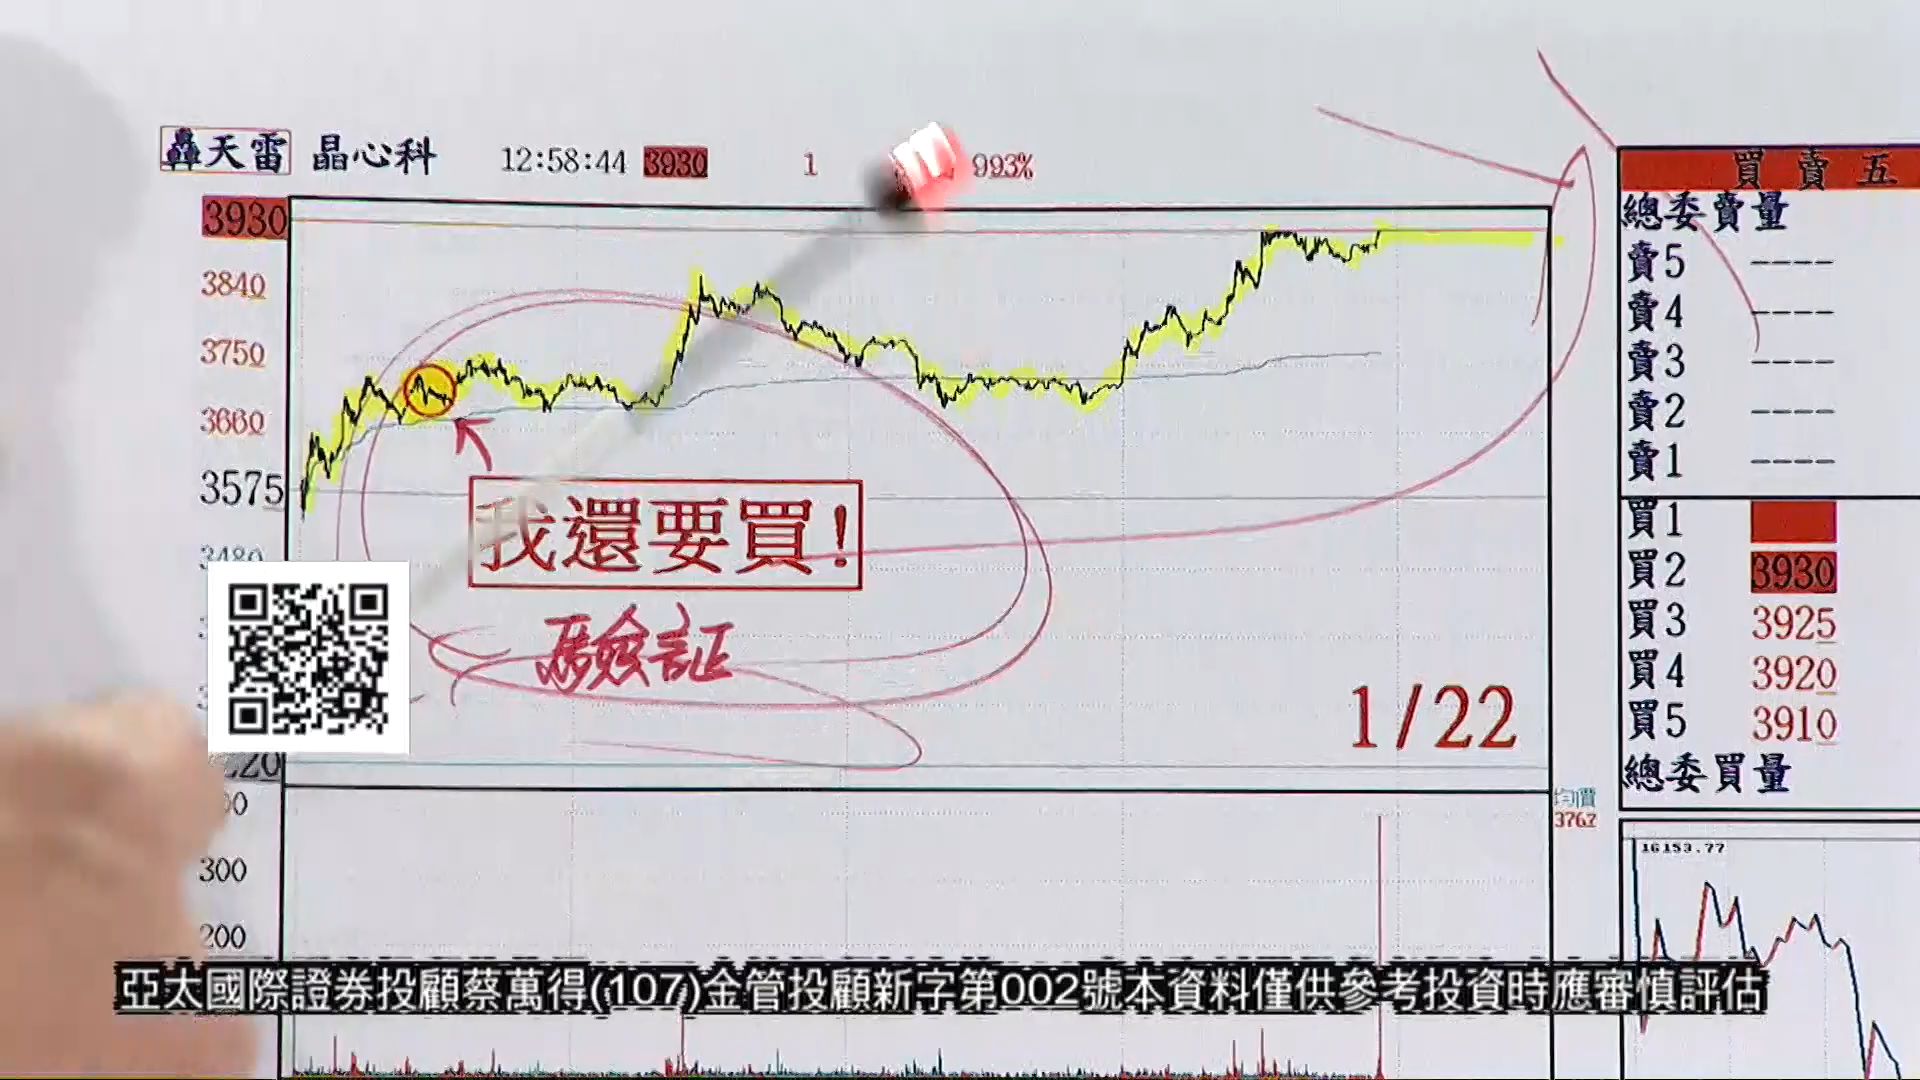 轟天雷 晶心科 12:58:44 3930 1 993%
3930
3840
3750
3660
3575
3480
我還要買!
驗証
1/22
300
200
均價
3762
買賣五
總委賣量
賣5 ----
賣4 ----
賣3 ----
賣2 ----
賣1 ----
買1
買2 3930
買3 3925
買4 3920
買5 3910
總委買量
16153.77
亞太國際證券投顧蔡萬得(107)金管投顧新字第002號本資料僅供參考投資時應審慎評估